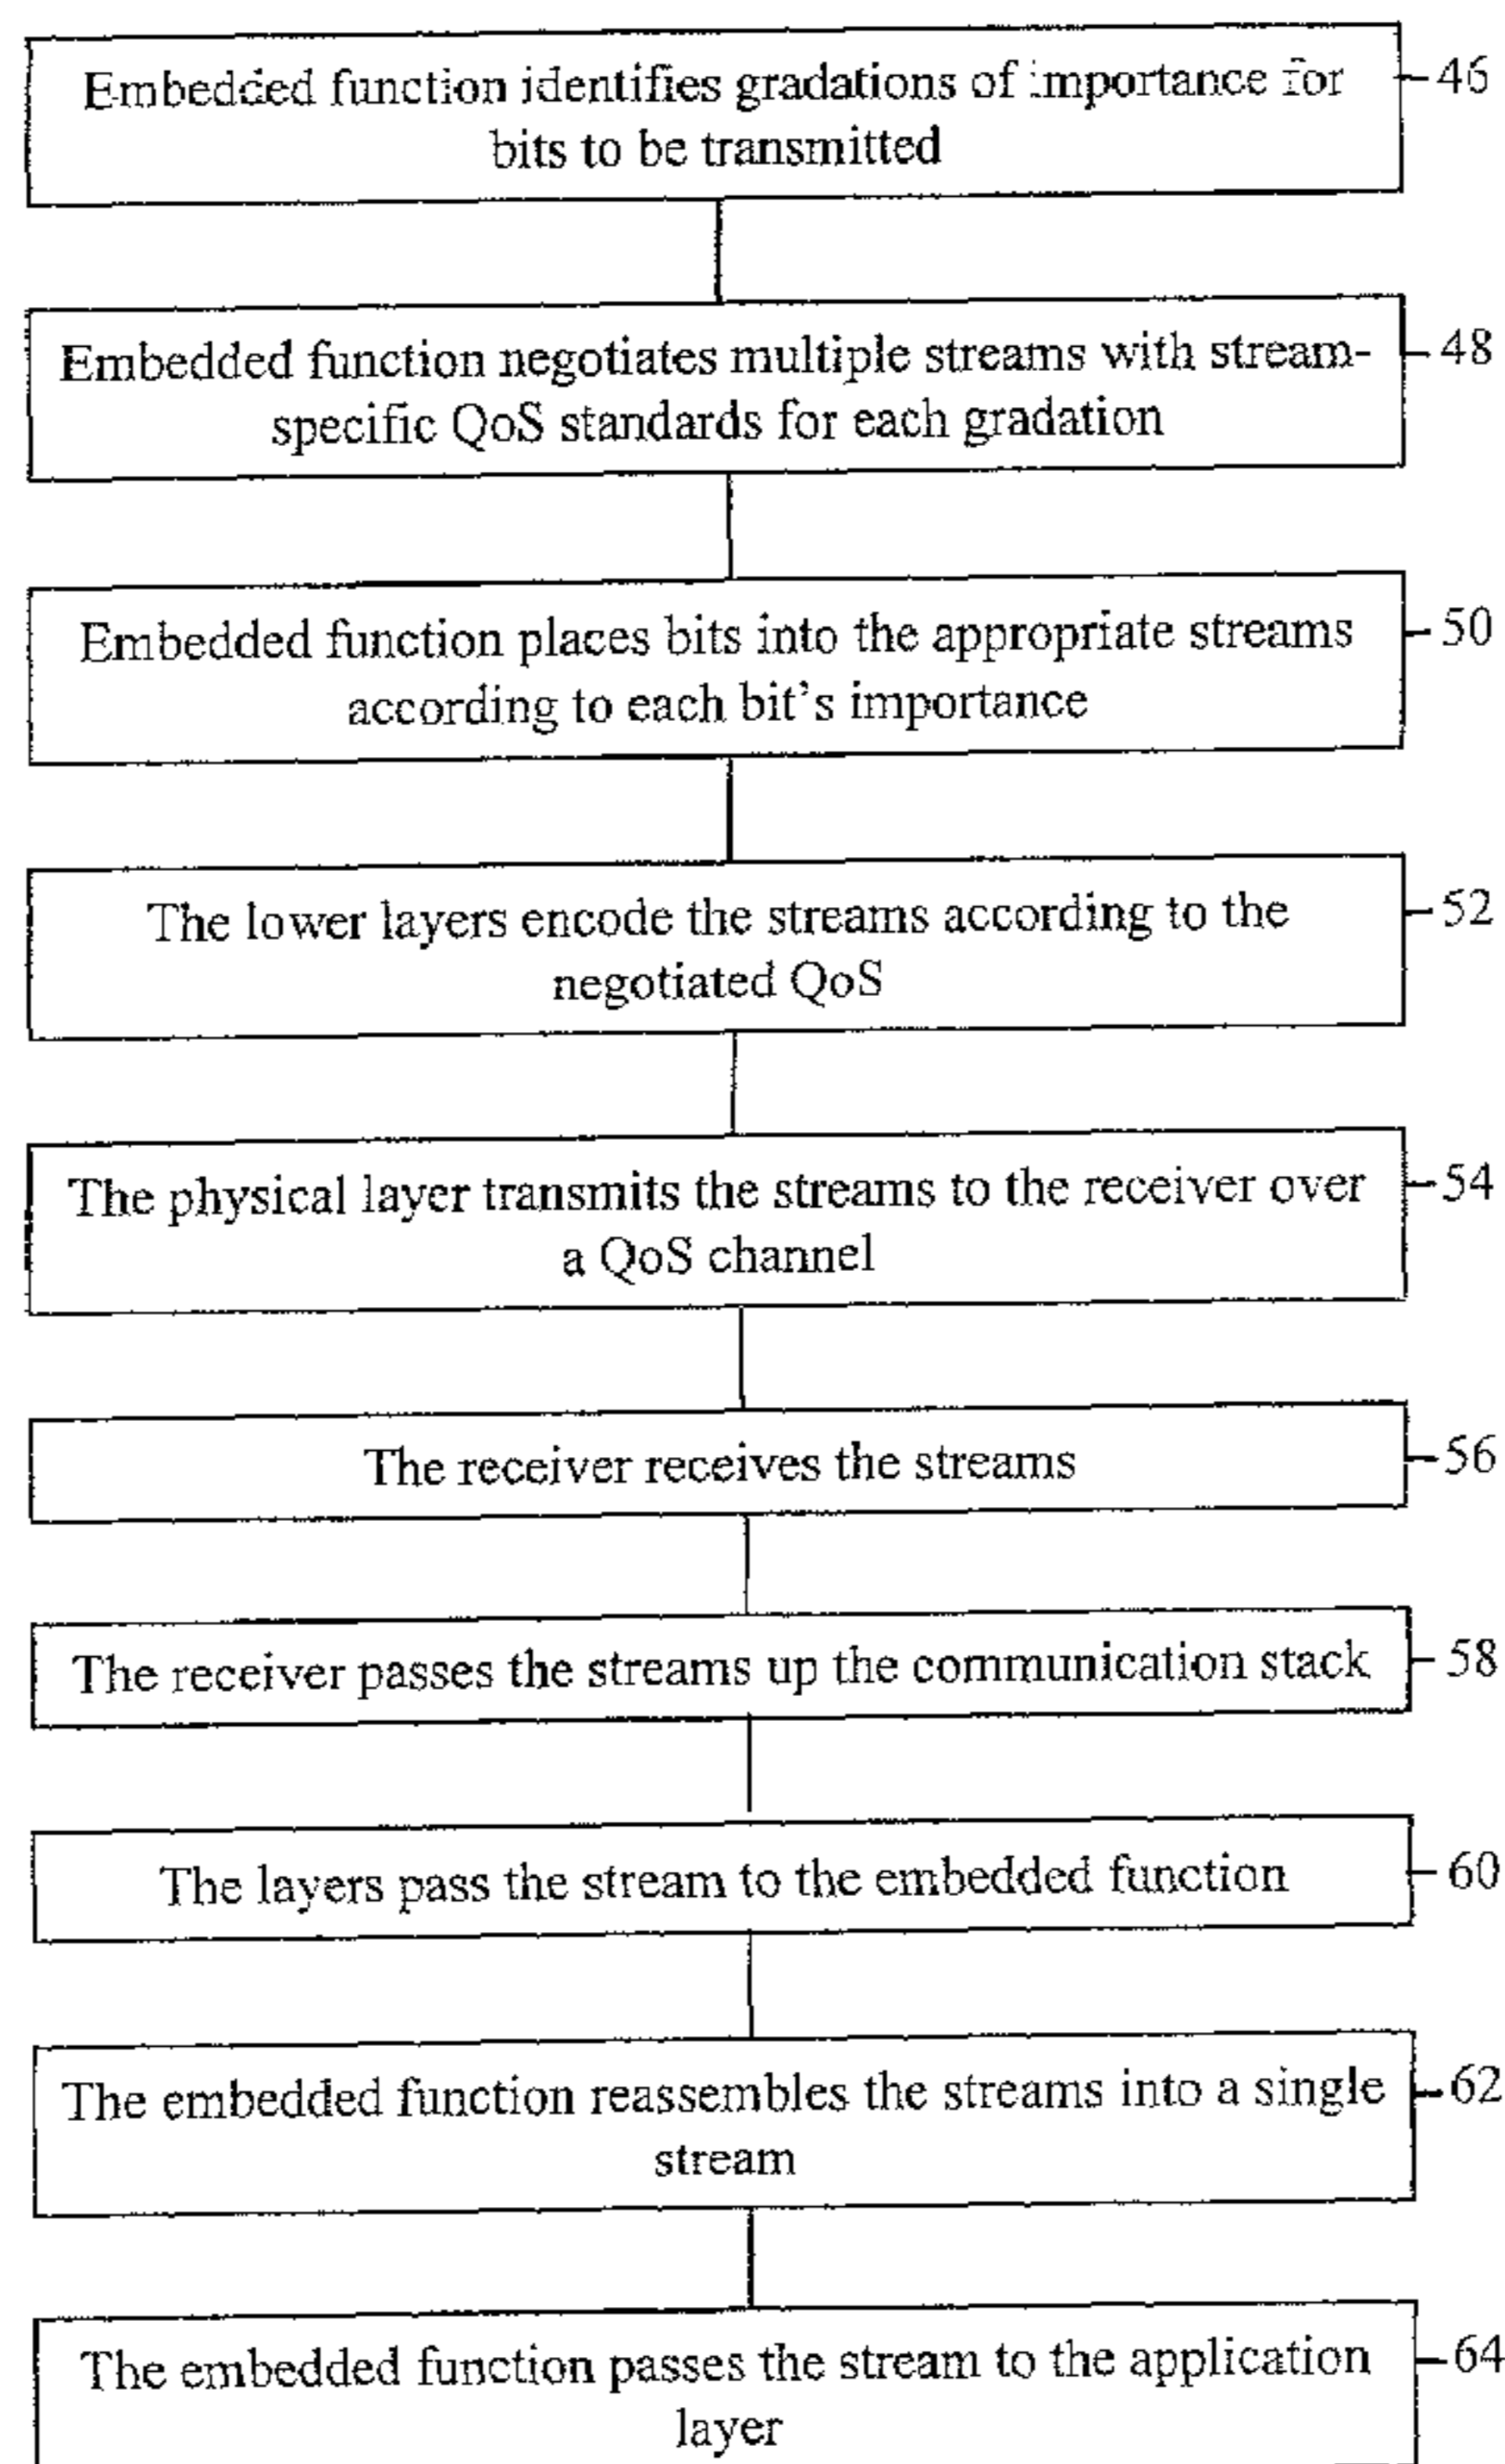 Embedded function identifies gradations of importance for
bits to be transmitted
46
Embedded function negotiates multiple streams with stream-
specific QoS standards for each gradation
48
Embedded function places bits into the appropriate streams
according to each bit's importance
50
The lower layers encode the streams according to the
negotiated QoS
52
The physical layer transmits the streams to the receiver over
a QoS channel
54
The receiver receives the streams
56
The receiver passes the streams up the communication stack
58
The layers pass the stream to the embedded function
60
The embedded function reassembles the streams into a single
stream
62
The embedded function passes the stream to the application
layer
64